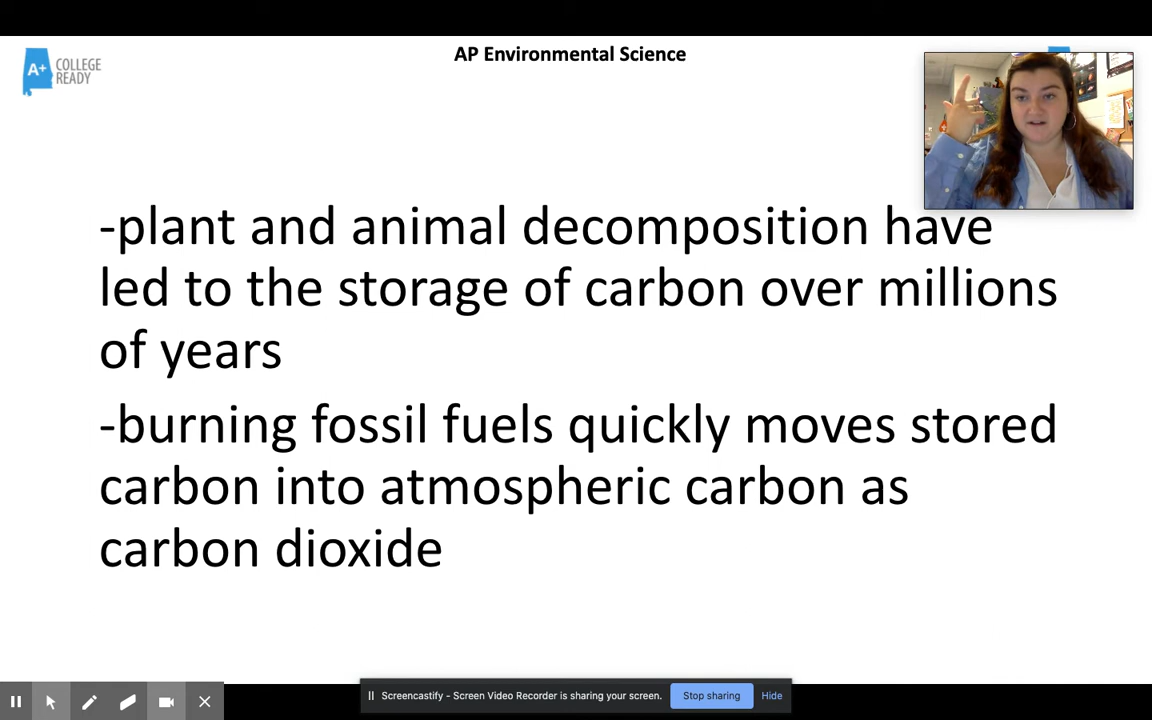 AP Environmental Science
A+ COLLEGE
READY
-plant and animal decomposition have
led to the storage of carbon over millions
of years
-burning fossil fuels quickly moves stored
carbon into atmospheric carbon as
carbon dioxide
Screencastify - Screen Video Recorder is sharing your screen. Stop sharing Hide